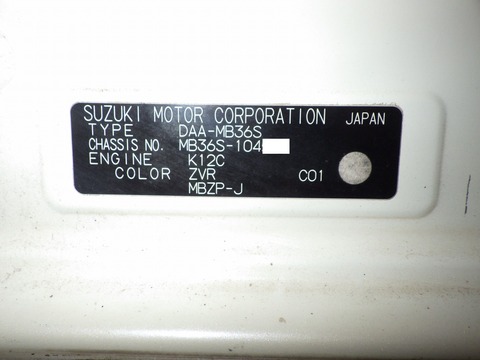 SUZUKI MOTOR CORPORATION JAPAN
TYPE DAA-MB36S
CHASSIS NO. MB36S-104
ENGINE K12C
COLOR ZVR C01
MBZP-J